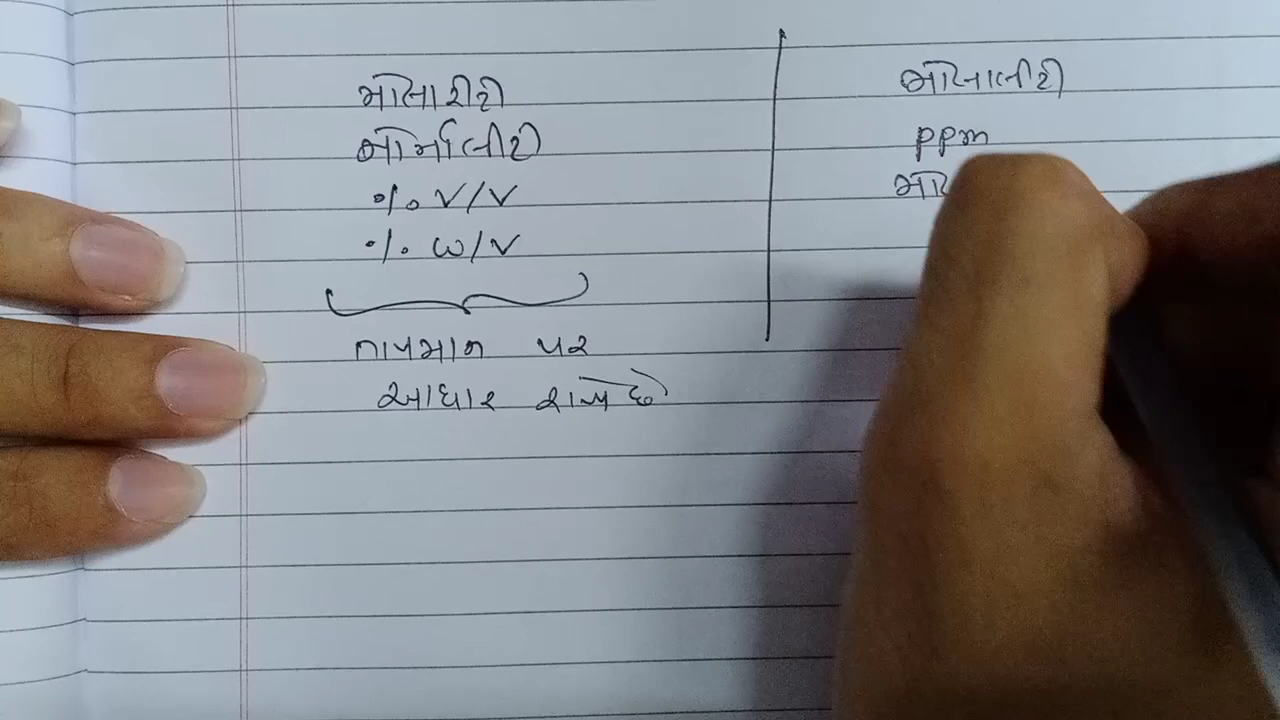 મોલારીટી
નોર્માલીટી
% V/V
% W/V
તાપમાન પર
આધાર રાખે છે
મોલાલીટી
ppm